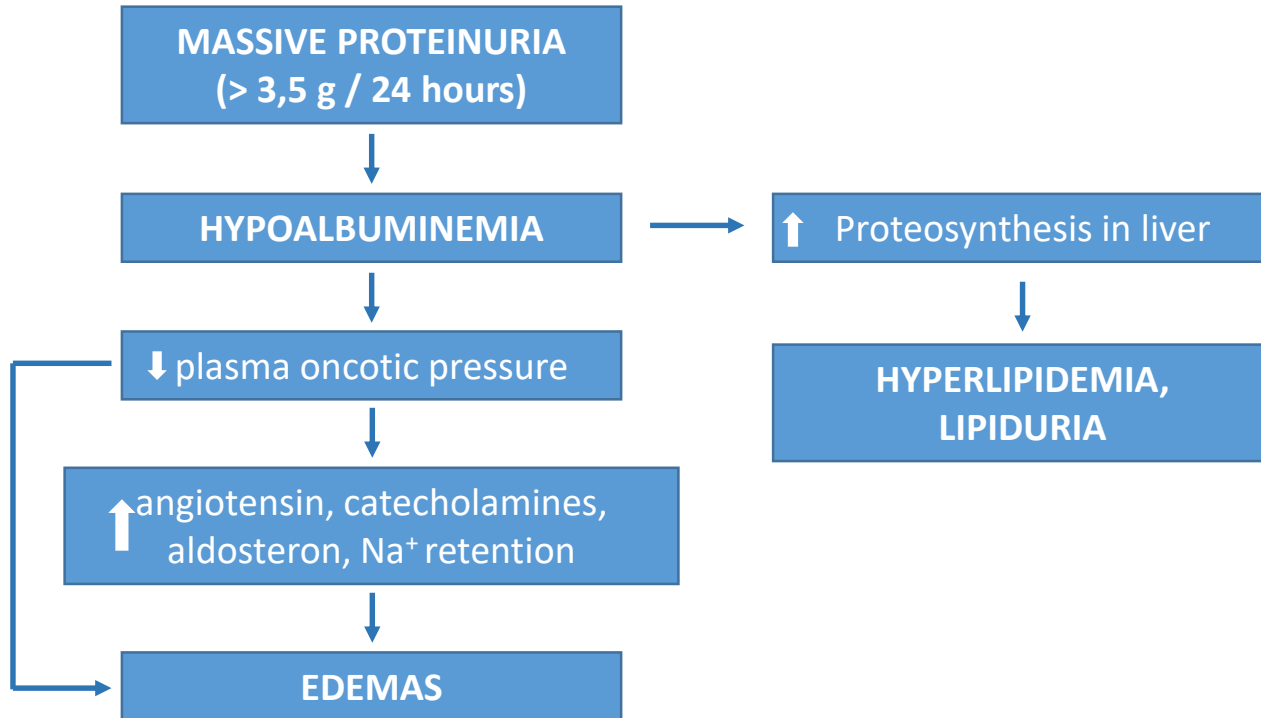 MASSIVE PROTEINURIA
(> 3,5 g / 24 hours)
HYPOALBUMINEMIA
⬆ Proteosynthesis in liver
⬇ plasma oncotic pressure
HYPERLIPIDEMIA,
LIPIDURIA
⬆ angiotensin, catecholamines,
aldosteron, Na⁺ retention
EDEMAS